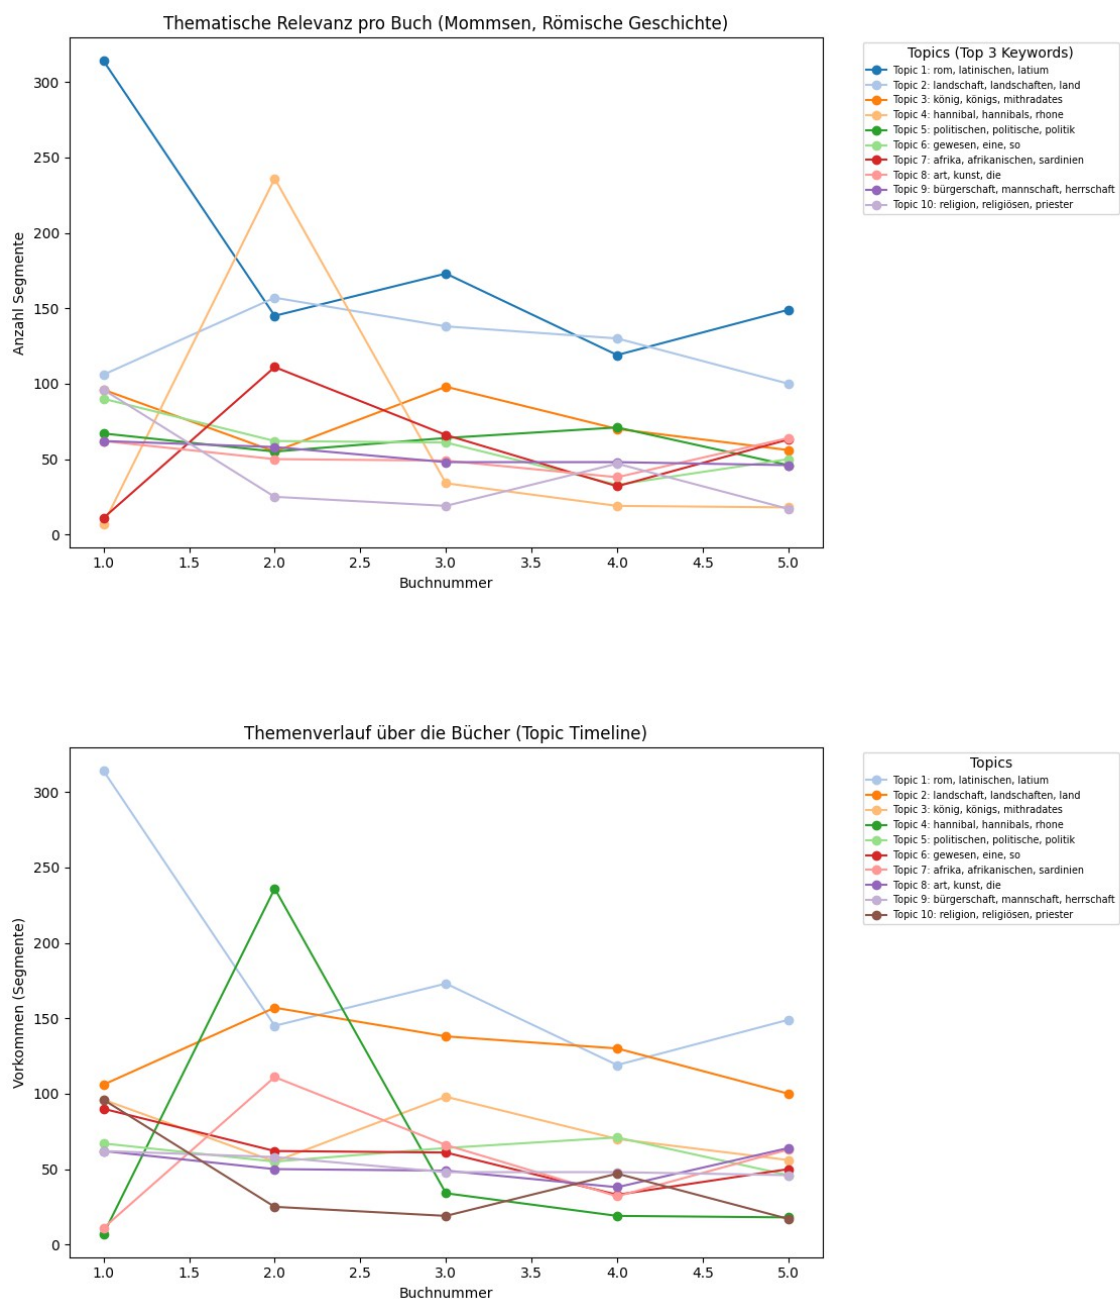 Thematische Relevanz pro Buch (Mommsen, Römische Geschichte)
Anzahl Segmente
300
250
200
150
100
50
0
1.0 1.5 2.0 2.5 3.0 3.5 4.0 4.5 5.0
Buchnummer
Topics (Top 3 Keywords)
Topic 1: rom, latinischen, latium
Topic 2: landschaft, landschaften, land
Topic 3: könig, königs, mithradates
Topic 4: hannibal, hannibals, rhone
Topic 5: politischen, politische, politik
Topic 6: gewesen, eine, so
Topic 7: afrika, afrikanischen, sardinien
Topic 8: art, kunst, die
Topic 9: bürgerschaft, mannschaft, herrschaft
Topic 10: religion, religiösen, priester
Themenverlauf über die Bücher (Topic Timeline)
Vorkommen (Segmente)
300
250
200
150
100
50
0
1.0 1.5 2.0 2.5 3.0 3.5 4.0 4.5 5.0
Buchnummer
Topics
Topic 1: rom, latinischen, latium
Topic 2: landschaft, landschaften, land
Topic 3: könig, königs, mithradates
Topic 4: hannibal, hannibals, rhone
Topic 5: politischen, politische, politik
Topic 6: gewesen, eine, so
Topic 7: afrika, afrikanischen, sardinien
Topic 8: art, kunst, die
Topic 9: bürgerschaft, mannschaft, herrschaft
Topic 10: religion, religiösen, priester